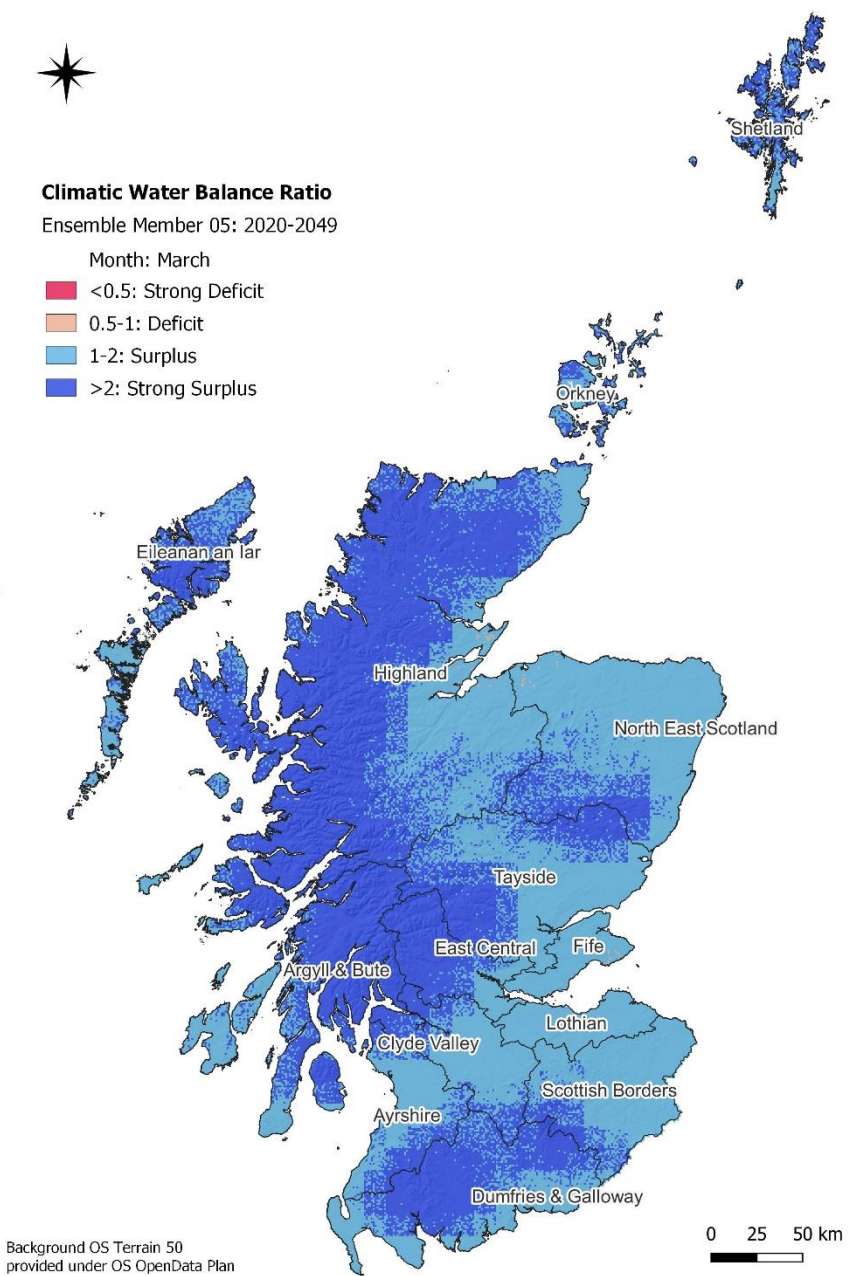 Shetland
Climatic Water Balance Ratio
Ensemble Member 05: 2020-2049
Month: March
<0.5: Strong Deficit
0.5-1: Deficit
1-2: Surplus
>2: Strong Surplus
Orkney
Eileanan an Iar
Highland
North East Scotland
Tayside
East Central
Fife
Argyll & Bute
Lothian
Clyde Valley
Scottish Borders
Ayrshire
Dumfries & Galloway
0 25 50 km
Background OS Terrain 50
provided under OS OpenData Plan